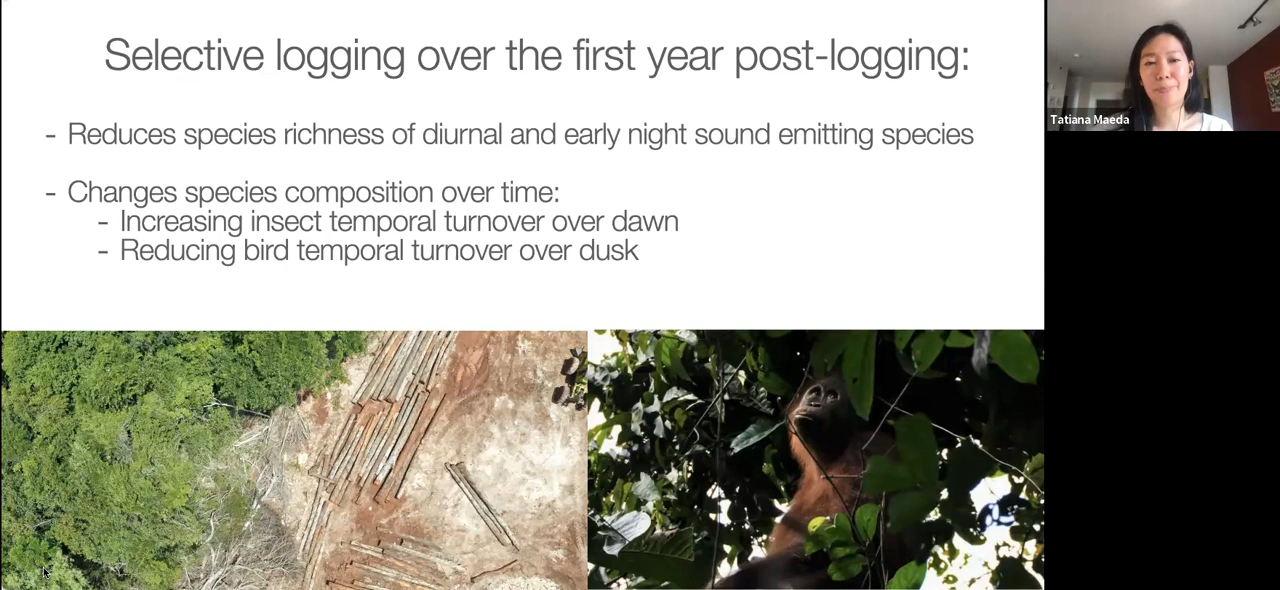 Selective logging over the first year post-logging:
- Reduces species richness of diurnal and early night sound emitting species
- Changes species composition over time:
- Increasing insect temporal turnover over dawn
- Reducing bird temporal turnover over dusk
Tatiana Maeda